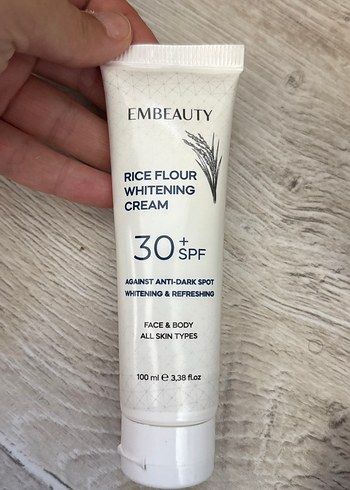 EMBEAUTY
RICE FLOUR
WHITENING
CREAM
30+ SPF
AGAINST ANTI-DARK SPOT
WHITENING & REFRESHING
FACE & BODY
ALL SKIN TYPES
100 ml ℮ 3,38 fl.oz